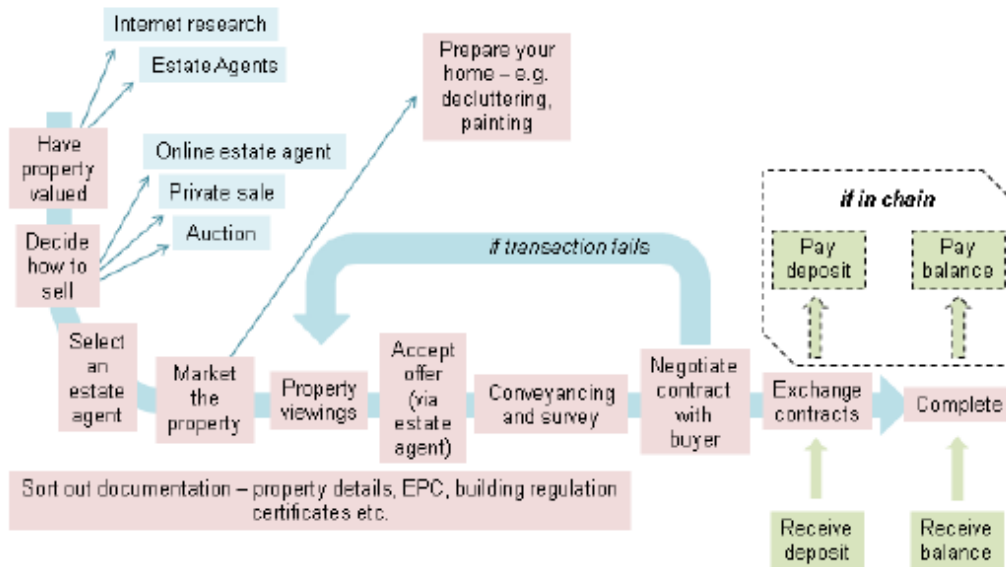 Internet research
Estate Agents
Have
property
valued
Online estate agent
Private sale
Auction
Decide
how to
sell
Prepare your
home – e.g.
decluttering,
painting
if in chain
Pay
deposit
Pay
balance
if transaction fails
Select
an
estate
agent
Market
the
property
Property
viewings
Accept
offer
(via
estate
agent)
Conveyancing
and survey
Negotiate
contract
with
buyer
Exchange
contracts
Complete
Sort out documentation – property details, EPC, building regulation
certificates etc.
Receive
deposit
Receive
balance